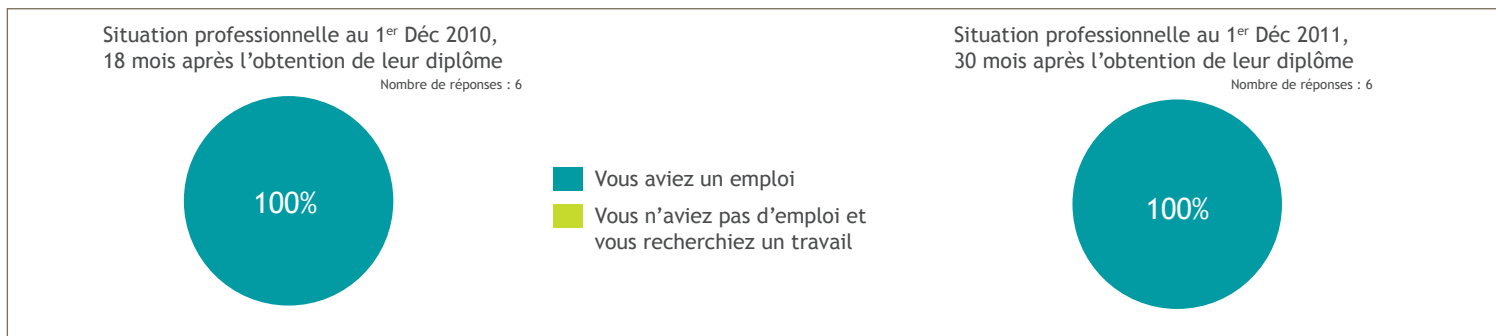 Situation professionnelle au 1er Déc 2010,
18 mois après l’obtention de leur diplôme
Nombre de réponses : 6
100%
Vous aviez un emploi
Vous n’aviez pas d’emploi et
vous recherchiez un travail
Situation professionnelle au 1er Déc 2011,
30 mois après l’obtention de leur diplôme
Nombre de réponses : 6
100%